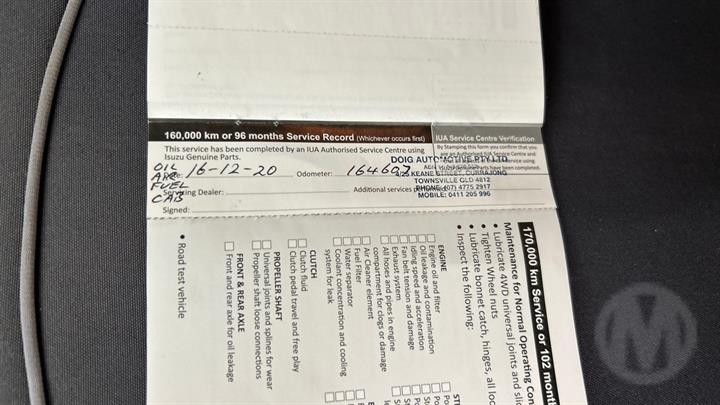 160,000 km or 96 months Service Record (Whichever occurs first)
IUA Service Centre Verification
This service has been completed by an IUA Authorised Service Centre using
Isuzu Genuine Parts.
By Stamping this form you confirm that you
are an Authorised IUA Service Centre and
DOIG AUTOMOTIVE PTY LTD
4/25 KEANE STREET, CURRAJONG
TOWNSVILLE QLD 4812
PHONE: (07) 4775 2917
MOBILE: 0411 205 996
OIL
AIR
FUEL
CAB
Date: 16-12-20 Odometer: 164607
Servicing Dealer: Additional services
Signed:
170,000 km Service or 102 mont
Maintenance for Normal Operating Con
• Lubricate 4WD universal joints and sli
• Tighten Wheel nuts
• Lubricate bonnet catch, hinges, all loc
• Inspect the following:
ENGINE
Engine oil and filter
Oil leakage and contamination
Idling speed and acceleration
Fan belt tension and damage
Exhaust system
All hoses and pipes in engine
compartment for clogs or damage
Air Cleaner element
Fuel Filter
Water separator
Coolant concentration and cooling
system for leak
CLUTCH
Clutch fluid
Clutch pedal travel and free play
PROPELLER SHAFT
Universal joints and splines for wear
Propeller shaft loose connections
FRONT & REAR AXLE
Front and rear axle for oil leakage
• Road test vehicle